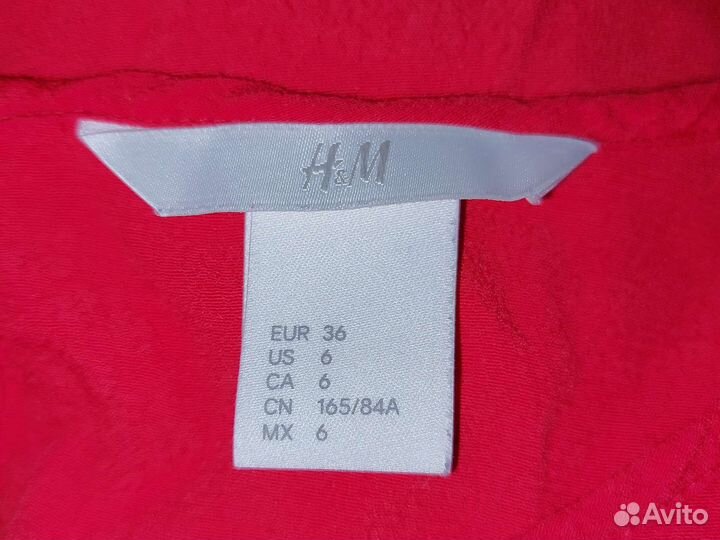 H&M
EUR 36
US 6
CA 6
CN 165/84A
MX 6
Avito